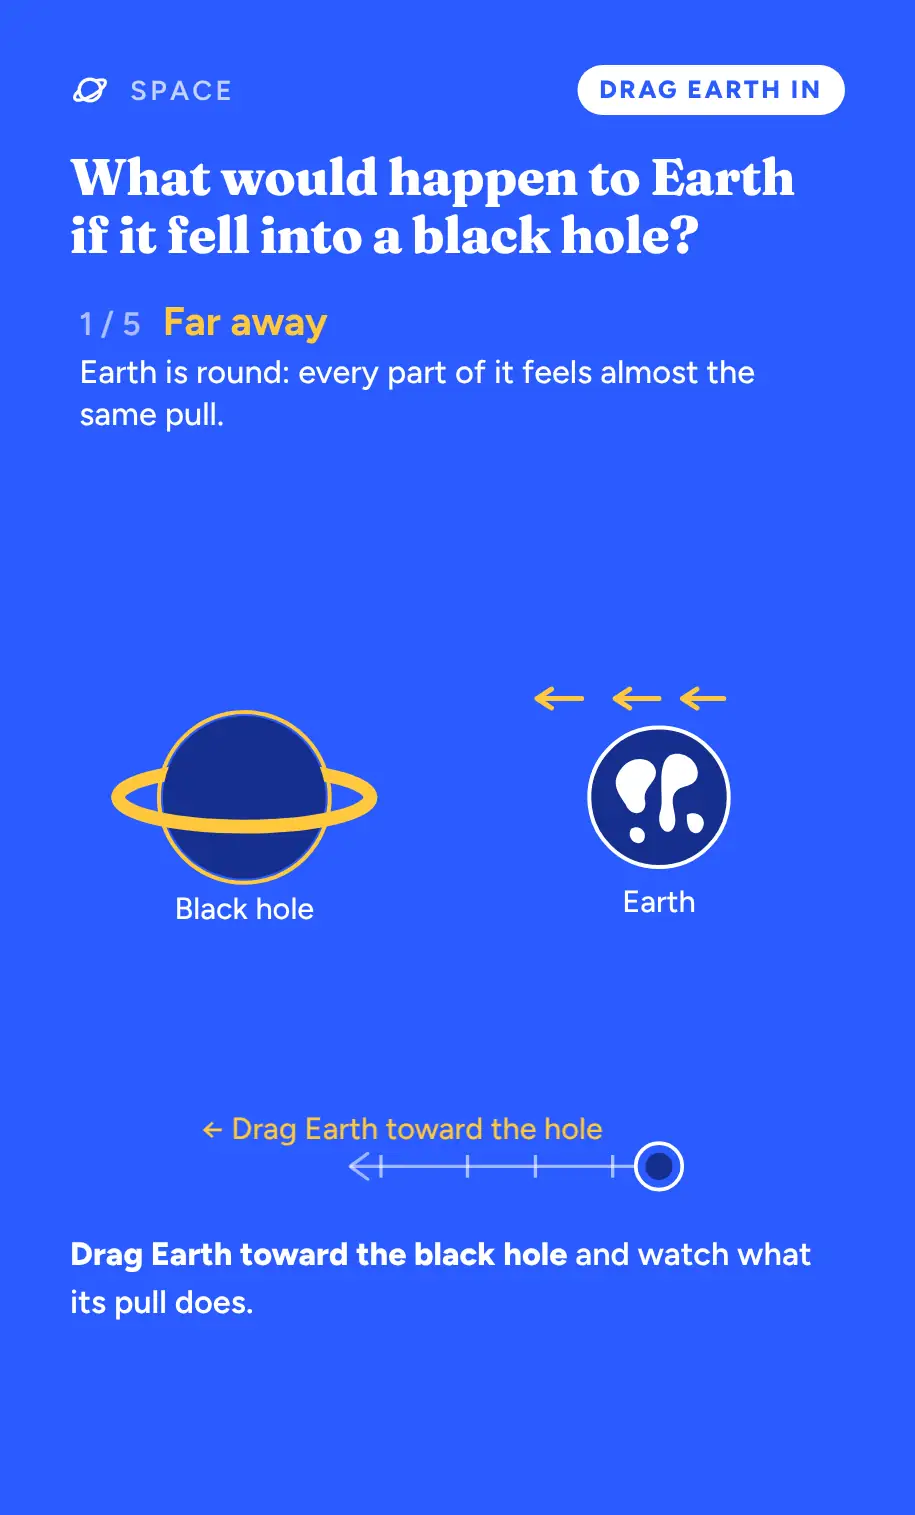 SPACE
DRAG EARTH IN
What would happen to Earth
if it fell into a black hole?
1 / 5 Far away
Earth is round: every part of it feels almost the
same pull.
Black hole
Earth
← Drag Earth toward the hole
Drag Earth toward the black hole and watch what
its pull does.